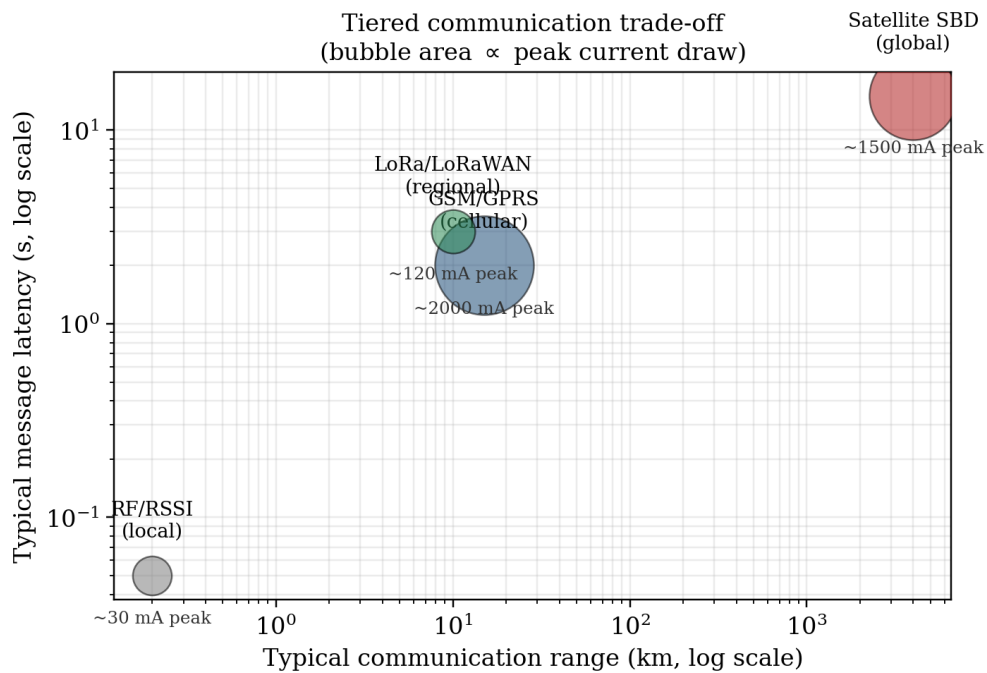 Tiered communication trade-off
(bubble area ∝ peak current draw)
Satellite SBD
(global)
~1500 mA peak
LoRa/LoRaWAN
(regional)
GSM/GPRS
(cellular)
~120 mA peak
~2000 mA peak
RF/RSSI
(local)
~30 mA peak
Typical message latency (s, log scale)
10¹
10⁰
10⁻¹
10⁰ 10¹ 10² 10³
Typical communication range (km, log scale)